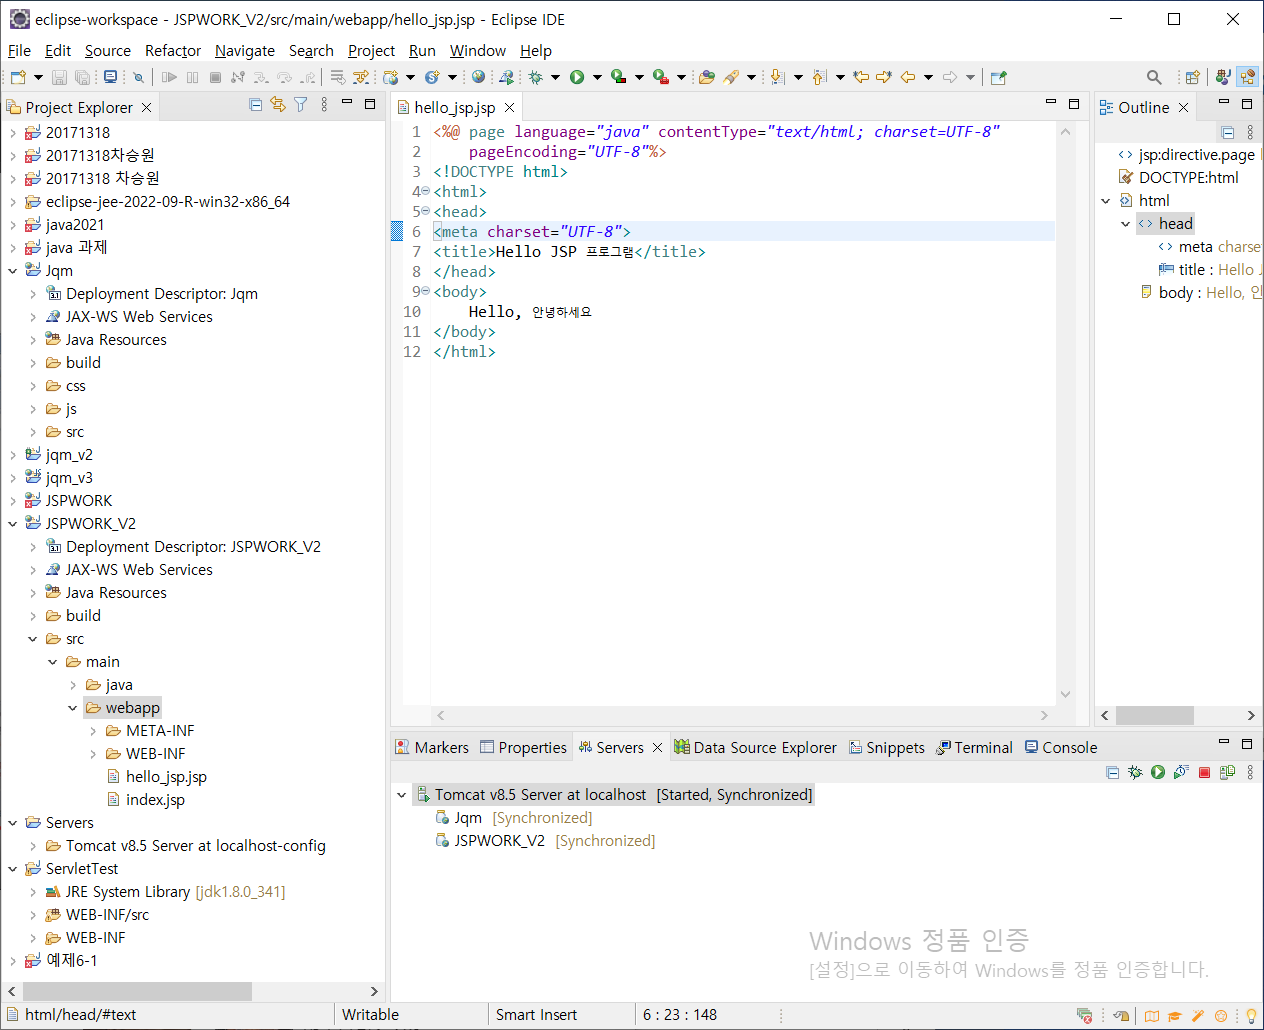 eclipse-workspace - JSPWORK_V2/src/main/webapp/hello_jsp.jsp - Eclipse IDE
File Edit Source Refactor Navigate Search Project Run Window Help
Project Explorer
20171318
20171318차승원
20171318 차승원
eclipse-jee-2022-09-R-win32-x86_64
java2021
java 과제
Jqm
Deployment Descriptor: Jqm
JAX-WS Web Services
Java Resources
build
css
js
src
jqm_v2
jqm_v3
JSPWORK
JSPWORK_V2
Deployment Descriptor: JSPWORK_V2
JAX-WS Web Services
Java Resources
build
src
main
java
webapp
META-INF
WEB-INF
hello_jsp.jsp
index.jsp
Servers
Tomcat v8.5 Server at localhost-config
ServletTest
JRE System Library [jdk1.8.0_341]
WEB-INF/src
WEB-INF
예제6-1
hello_jsp.jsp
1 <%@ page language="java" contentType="text/html; charset=UTF-8"
2 pageEncoding="UTF-8"%>
3 <!DOCTYPE html>
4 <html>
5 <head>
6 <meta charset="UTF-8">
7 <title>Hello JSP 프로그램</title>
8 </head>
9 <body>
10 Hello, 안녕하세요
11 </body>
12 </html>
Outline
jsp:directive.page
DOCTYPE:html
html
head
meta charse
title : Hello J
body : Hello, 안
Markers Properties Servers Data Source Explorer Snippets Terminal Console
Tomcat v8.5 Server at localhost [Started, Synchronized]
Jqm [Synchronized]
JSPWORK_V2 [Synchronized]
Windows 정품 인증
[설정]으로 이동하여 Windows를 정품 인증합니다.
html/head/#text Writable Smart Insert 6 : 23 : 148